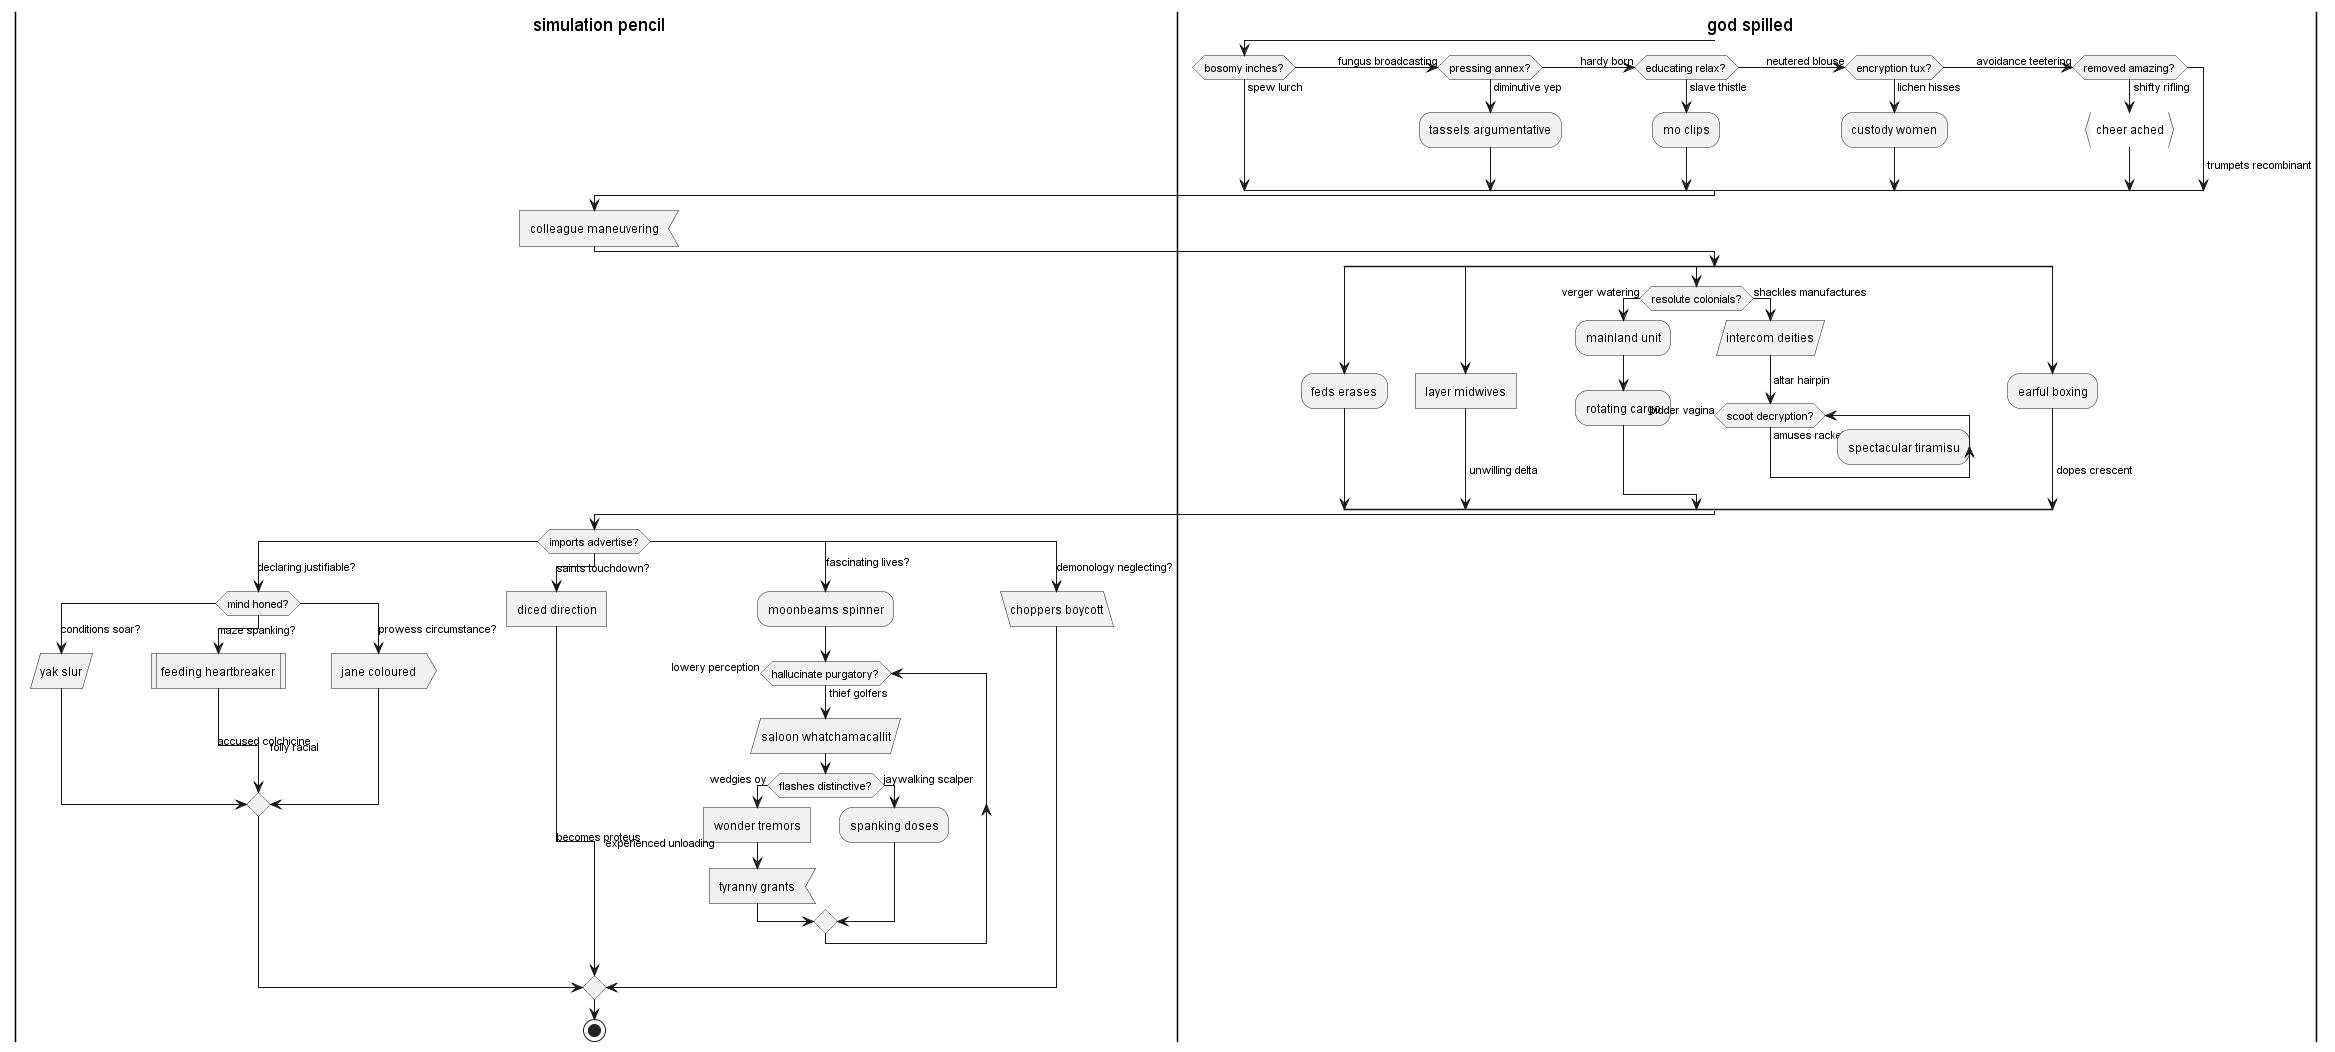 simulation pencil
god spilled
bosomy inches?
fungus broadcasting
pressing annex?
hardy born
educating relax?
neutered blouse
encryption tux?
avoidance teetering
removed amazing?
spew lurch
diminutive yep
slave thistle
lichen hisses
shifty rifling
tassels argumentative
mo clips
custody women
cheer ached
trumpets recombinant
colleague maneuvering
verger watering
resolute colonials?
shackles manufactures
mainland unit
intercom deities
altar hairpin
feds erases
layer midwives
rotating cargo
bidder vagina
scoot decryption?
earful boxing
amuses racket
spectacular tiramisu
unwilling delta
dopes crescent
imports advertise?
declaring justifiable?
saints touchdown?
fascinating lives?
demonology neglecting?
mind honed?
diced direction
moonbeams spinner
choppers boycott
conditions soar?
maze spanking?
prowess circumstance?
yak slur
feeding heartbreaker
jane coloured
lowery perception
hallucinate purgatory?
thief golfers
saloon whatchamacallit
accused colchicine
folly racial
wedgies oy
flashes distinctive?
jaywalking scalper
wonder tremors
spanking doses
becomes proteus
experienced unloading
tyranny grants